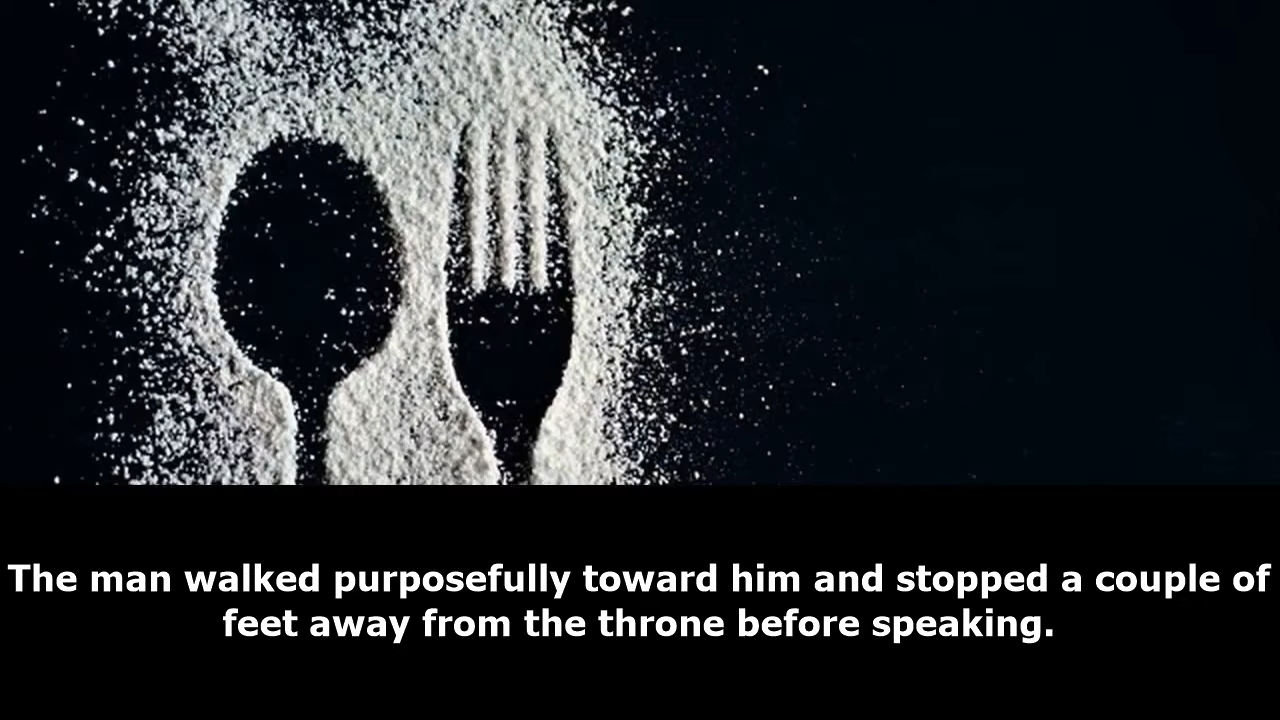 The man walked purposefully toward him and stopped a couple of
feet away from the throne before speaking.